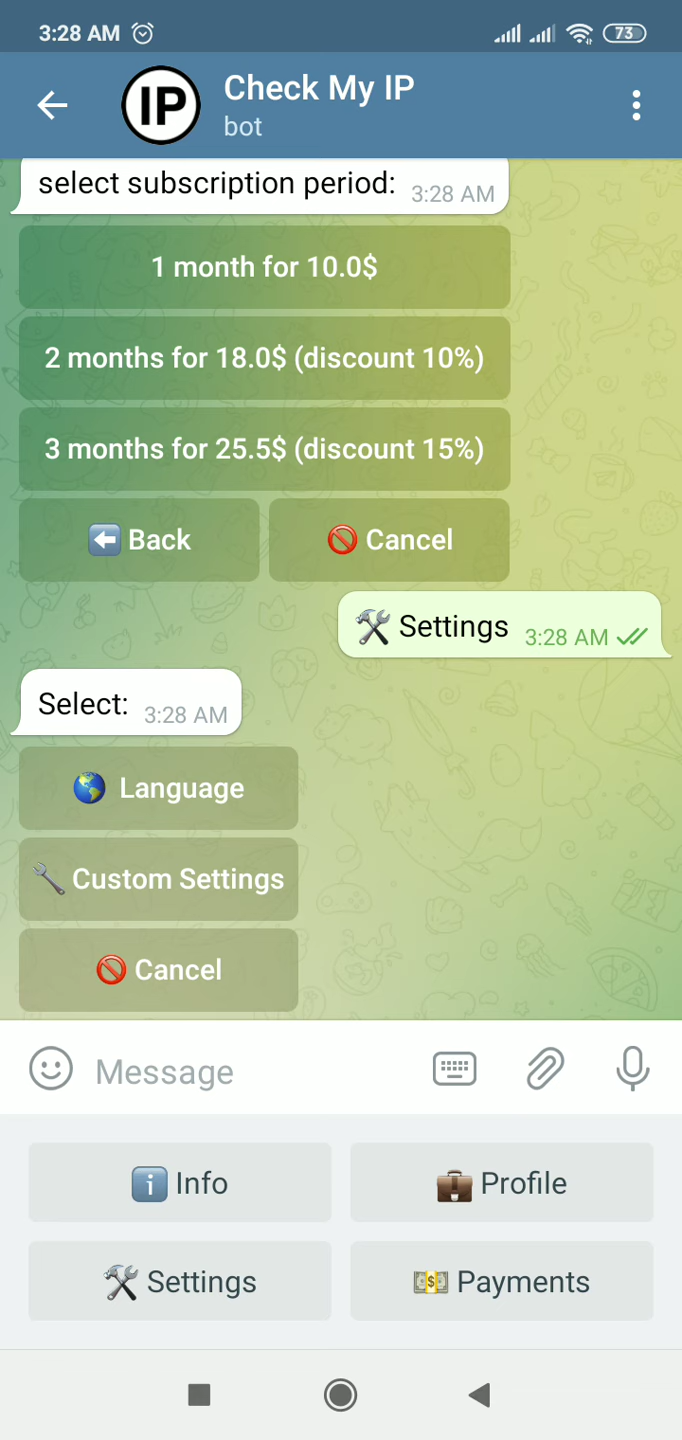 3:28 AM
73
IP
Check My IP
bot
select subscription period: 3:28 AM
1 month for 10.0$
2 months for 18.0$ (discount 10%)
3 months for 25.5$ (discount 15%)
⬅️ Back
🚫 Cancel
🛠 Settings 3:28 AM
Select: 3:28 AM
🌎 Language
🔧 Custom Settings
🚫 Cancel
Message
ℹ️ Info
💼 Profile
🛠 Settings
💵 Payments